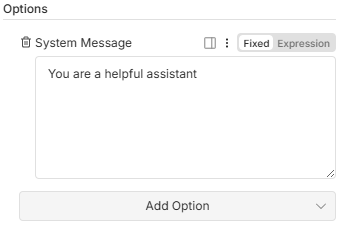 Options
System Message
Fixed
Expression
You are a helpful assistant
Add Option